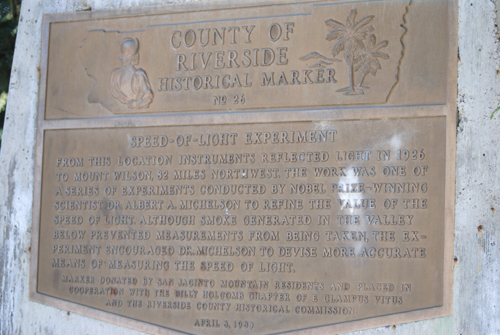 COUNTY OF
RIVERSIDE
HISTORICAL MARKER
NO 26
SPEED-OF-LIGHT EXPERIMENT
FROM THIS LOCATION INSTRUMENTS REFLECTED LIGHT IN 1926
TO MOUNT WILSON, 82 MILES NORTHWEST. THE WORK WAS ONE OF
A SERIES OF EXPERIMENTS CONDUCTED BY NOBEL PRIZE-WINNING
SCIENTIST DR. ALBERT A. MICHELSON TO REFINE THE VALUE OF THE
SPEED OF LIGHT. ALTHOUGH SMOKE GENERATED IN THE VALLEY
BELOW PREVENTED MEASUREMENTS FROM BEING TAKEN, THE EX-
PERIMENT ENCOURAGED DR. MICHELSON TO DEVISE MORE ACCURATE
MEANS OF MEASURING THE SPEED OF LIGHT.
MARKER DONATED BY SAN JACINTO MOUNTAIN RESIDENTS AND PLACED IN
COOPERATION WITH THE BILLY HOLCOMB CHAPTER OF E CLAMPUS VITUS
AND THE RIVERSIDE COUNTY HISTORICAL COMMISSION
APRIL